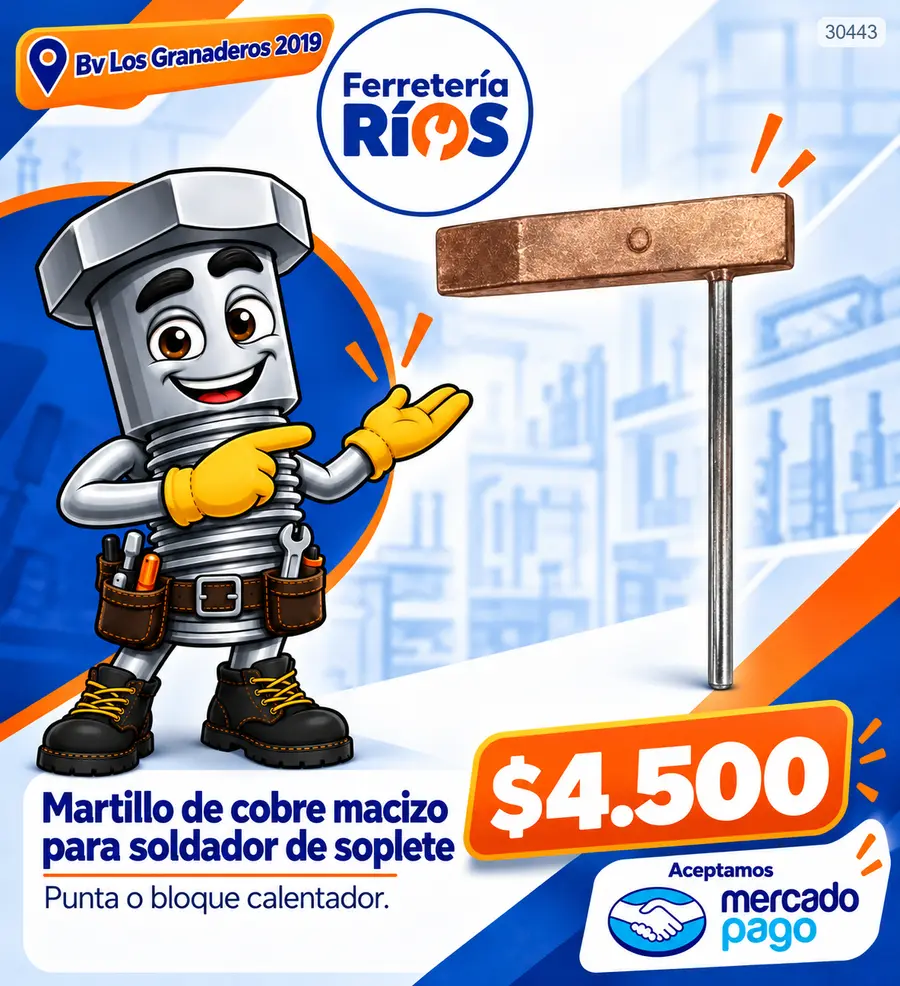 Bv Los Granaderos 2019
Ferretería
RÍOS
30443
Martillo de cobre macizo
para soldador de soplete
Punta o bloque calentador.
$4.500
Aceptamos
mercado
pago